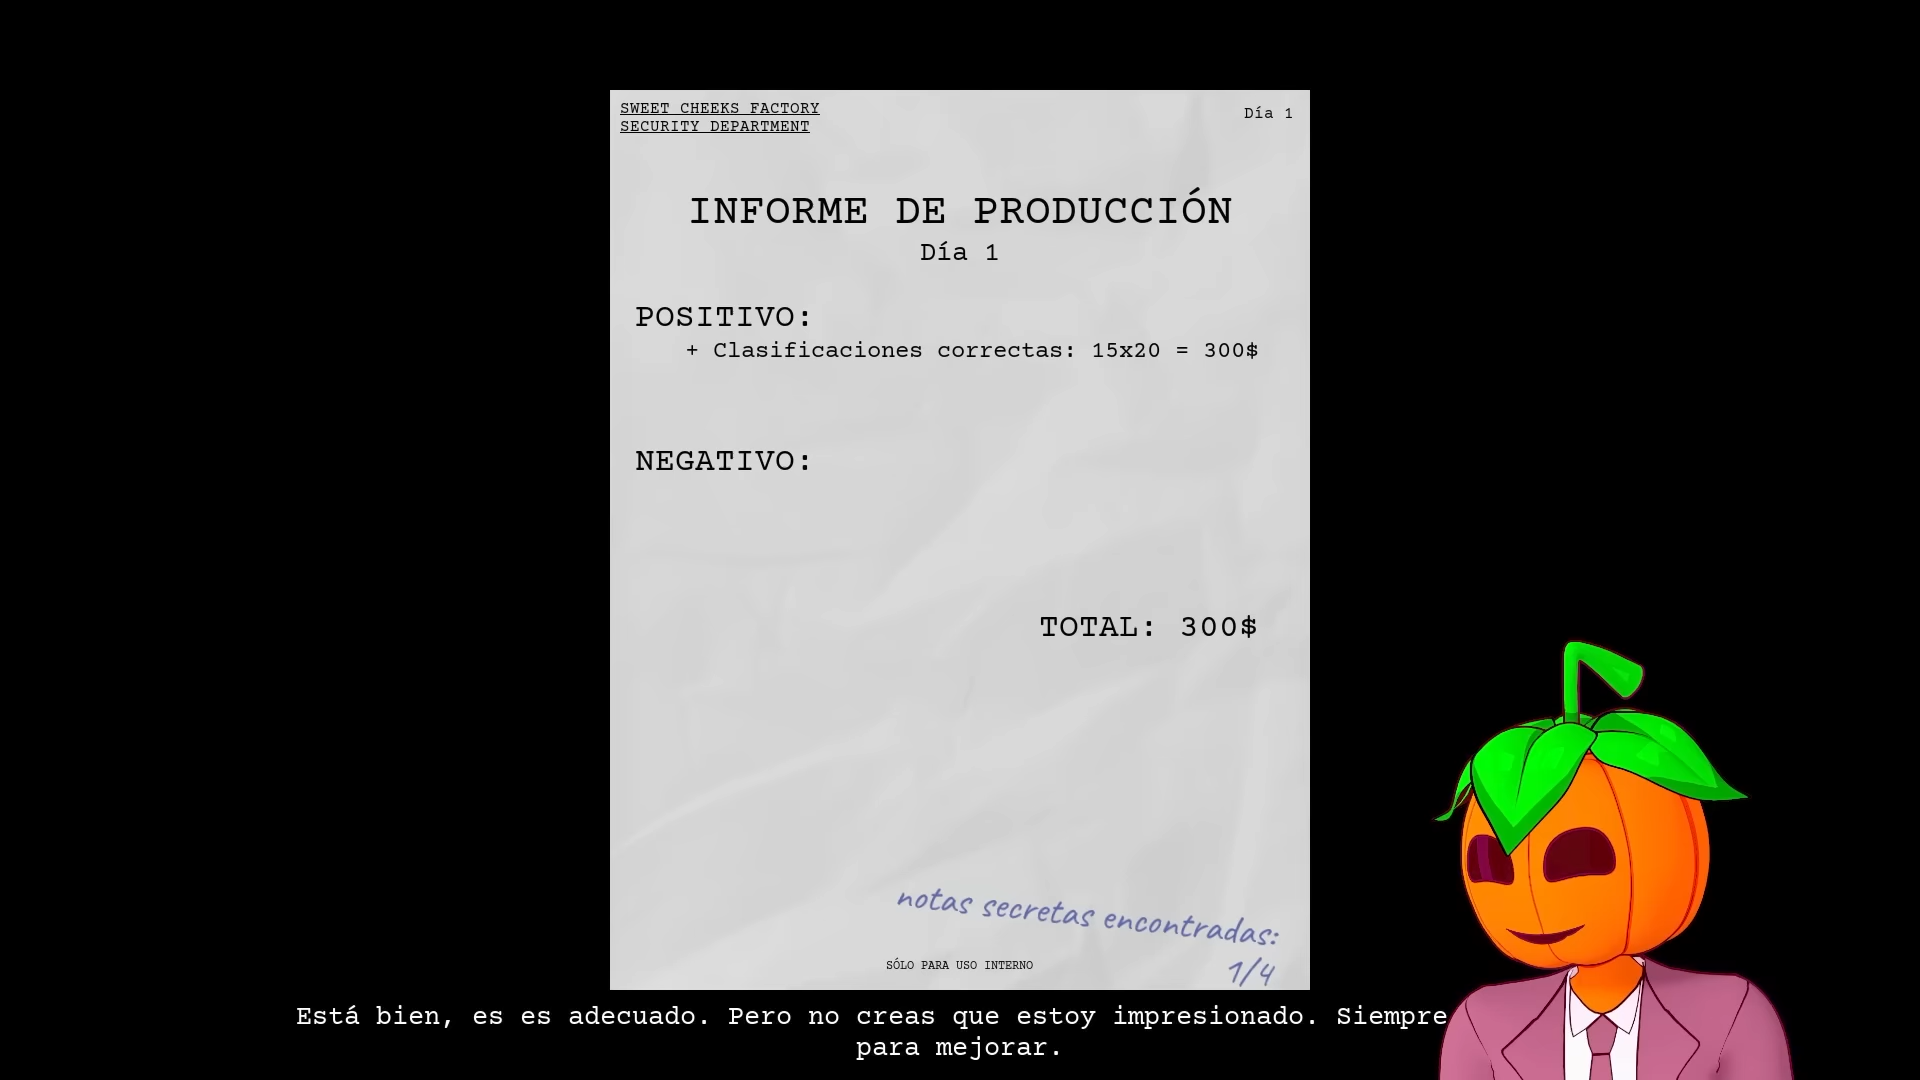 SWEET CHEEKS FACTORY
SECURITY DEPARTMENT
Día 1
INFORME DE PRODUCCIÓN
Día 1
POSITIVO:
+ Clasificaciones correctas: 15x20 = 300$
NEGATIVO:
TOTAL: 300$
notas secretas encontradas:
1/4
SÓLO PARA USO INTERNO
Está bien, es es adecuado. Pero no creas que estoy impresionado. Siempre
para mejorar.